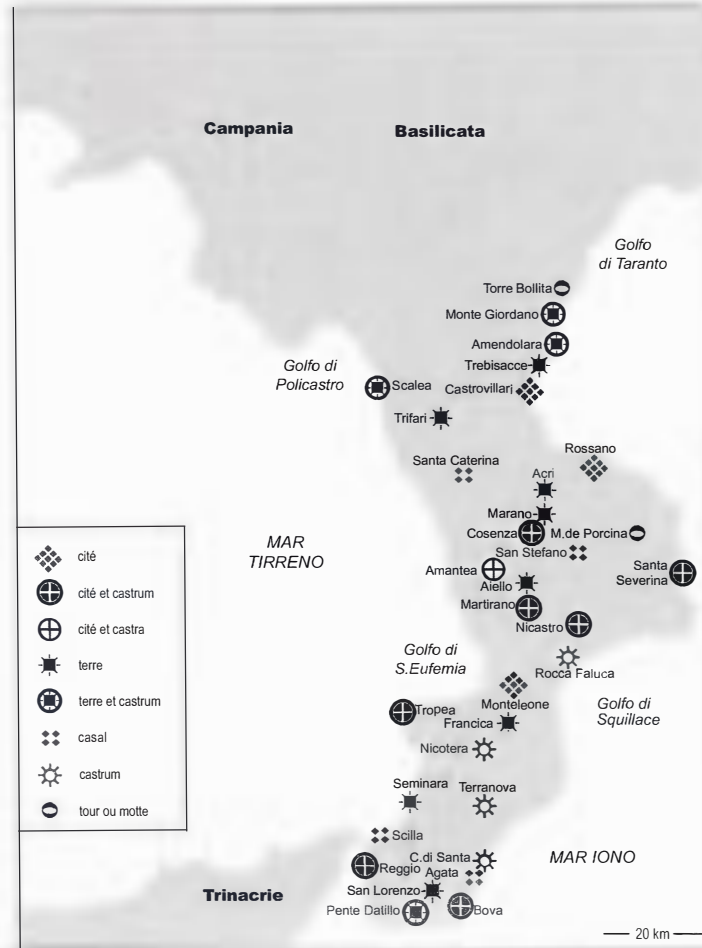 Campania
Basilicata
Golfo
di Taranto
Torre Bollita
Monte Giordano
Amendolara
Trebisacce
Golfo di
Policastro
Scalea
Castrovillari
Trifari
Rossano
Santa Caterina
Acri
Marano
MAR
TIRRENO
Cosenza
M.de Porcina
San Stefano
Amantea
Santa
Severina
Aiello
Martirano
Nicastro
Golfo di
S.Eufemia
Rocca Faluca
Monteleone
Golfo di
Squillace
Tropea
Francica
Nicotera
Seminara
Terranova
Scilla
C.di Santa
Agata
MAR IONO
Reggio
Trinacrie
San Lorenzo
Pente Datillo
Bova
20 km
cité
cité et castrum
cité et castra
terre
terre et castrum
casal
castrum
tour ou motte